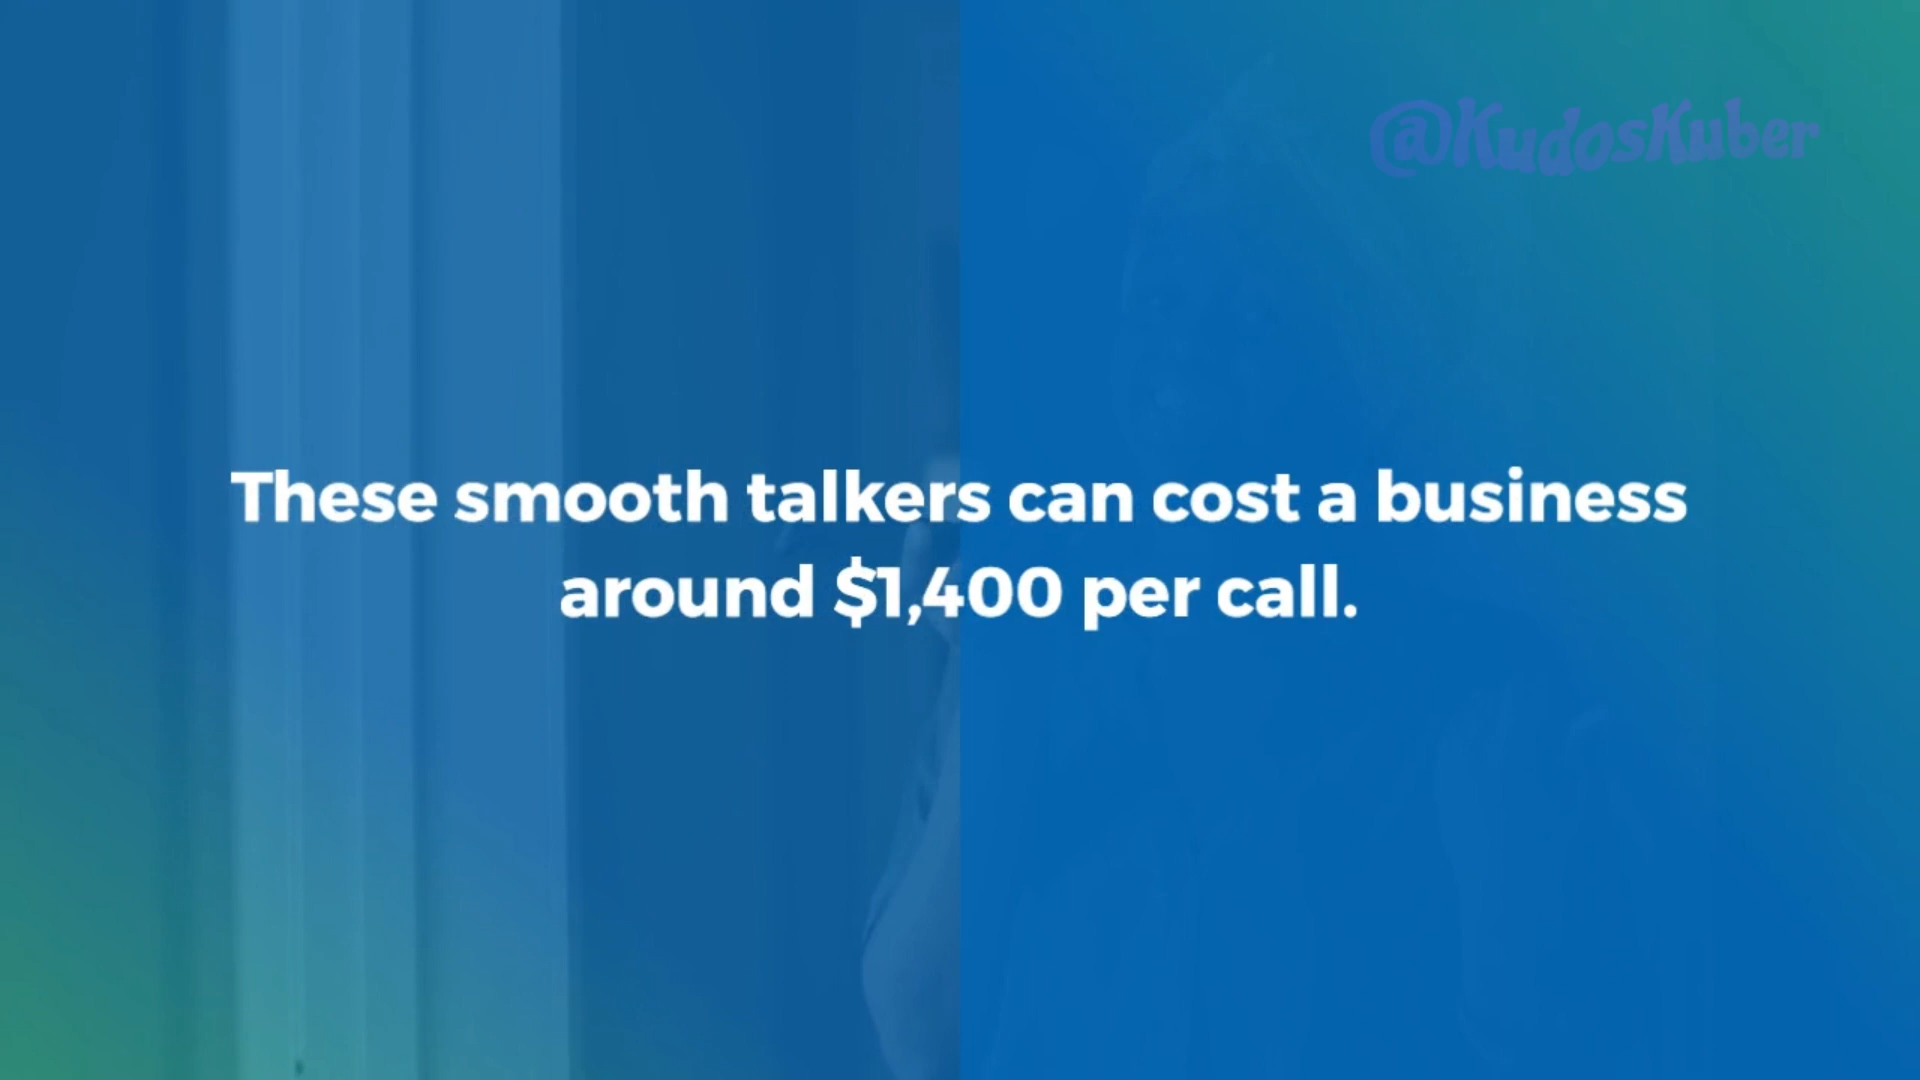 @KudosKuber
These smooth talkers can cost a business
around $1,400 per call.